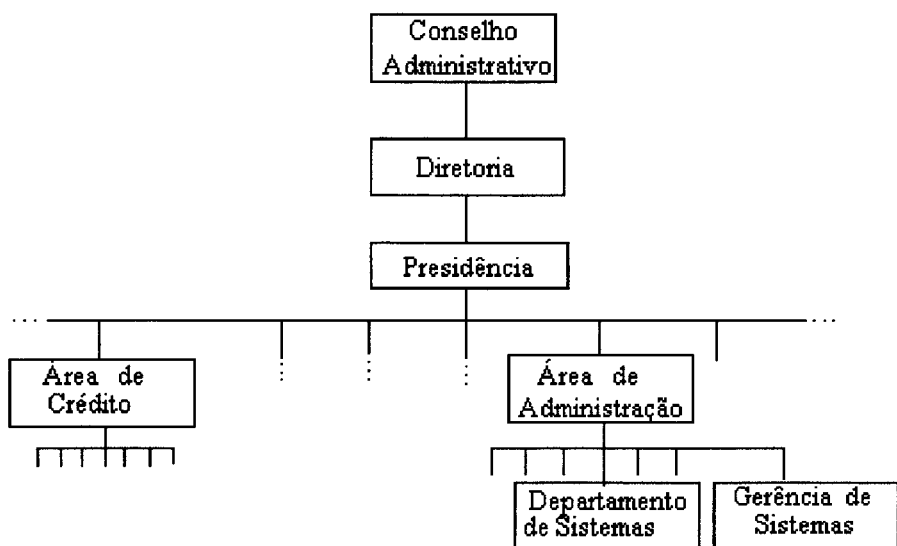 Conselho
Administrativo
Diretoria
Presidência
Área de
Crédito
Área de
Administração
Departamento
de Sistemas
Gerência de
Sistemas